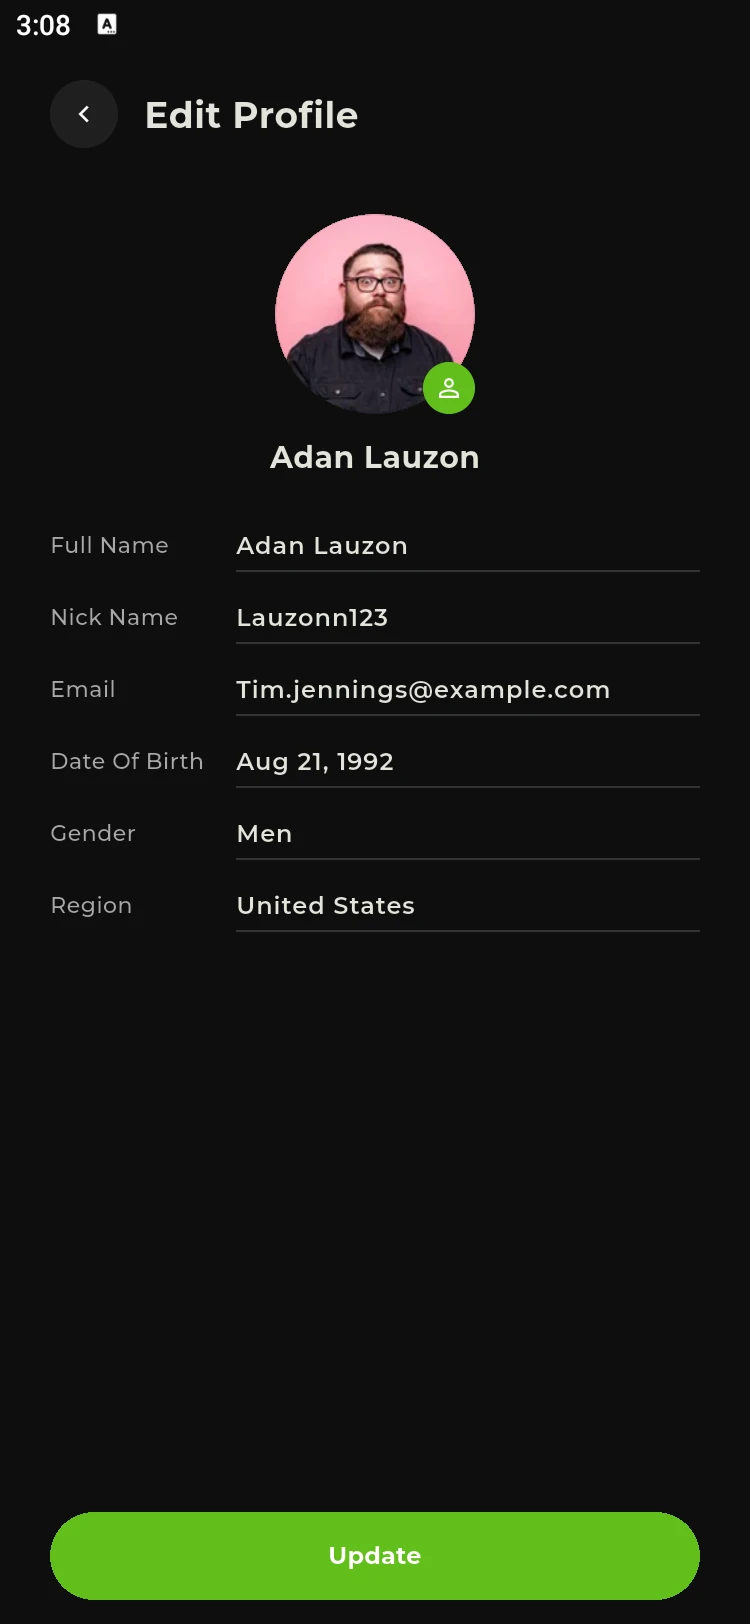 3:08 A
Edit Profile
Adan Lauzon
Full Name Adan Lauzon
Nick Name Lauzonn123
Email Tim.jennings@example.com
Date Of Birth Aug 21, 1992
Gender Men
Region United States
Update